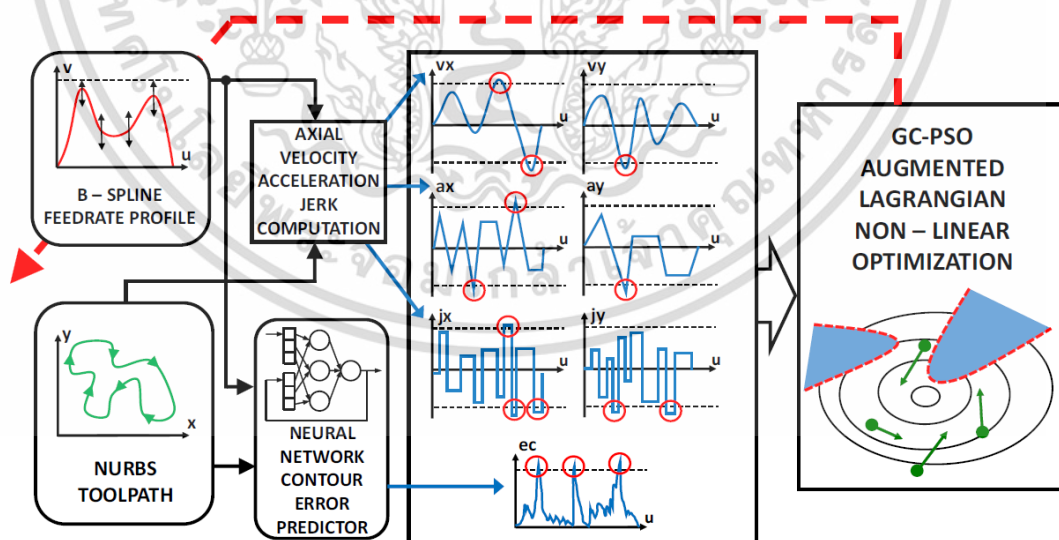 v
u
B – SPLINE
FEEDRATE PROFILE
AXIAL
VELOCITY
ACCELERATION
JERK
COMPUTATION
y
x
NURBS
TOOLPATH
NEURAL
NETWORK
CONTOUR
ERROR
PREDICTOR
vx
u
vy
u
ax
u
ay
u
jx
u
jy
u
ec
u
GC-PSO
AUGMENTED
LAGRANGIAN
NON – LINEAR
OPTIMIZATION